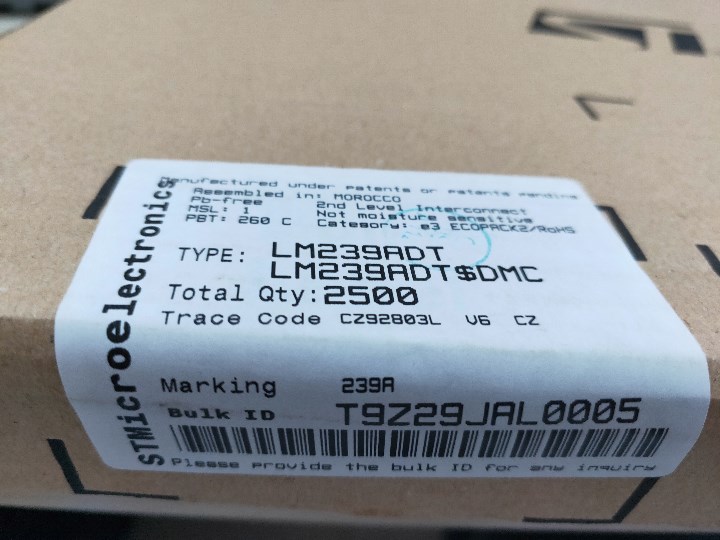 Manufactured under patents or patents pending
Assembled in: MOROCCO
Pb-free 2nd Level Interconnect
MSL: 1 Not moisture sensitive
PBT: 260 C Category: e3 ECOPACK2/RoHS
TYPE: LM239ADT
LM239ADT$DMC
Total Qty: 2500
Trace Code CZ92803L V6 CZ
Marking 239A
Bulk ID T9Z29JAL0005
Please provide the bulk ID for any inquiry
STMicroelectronics